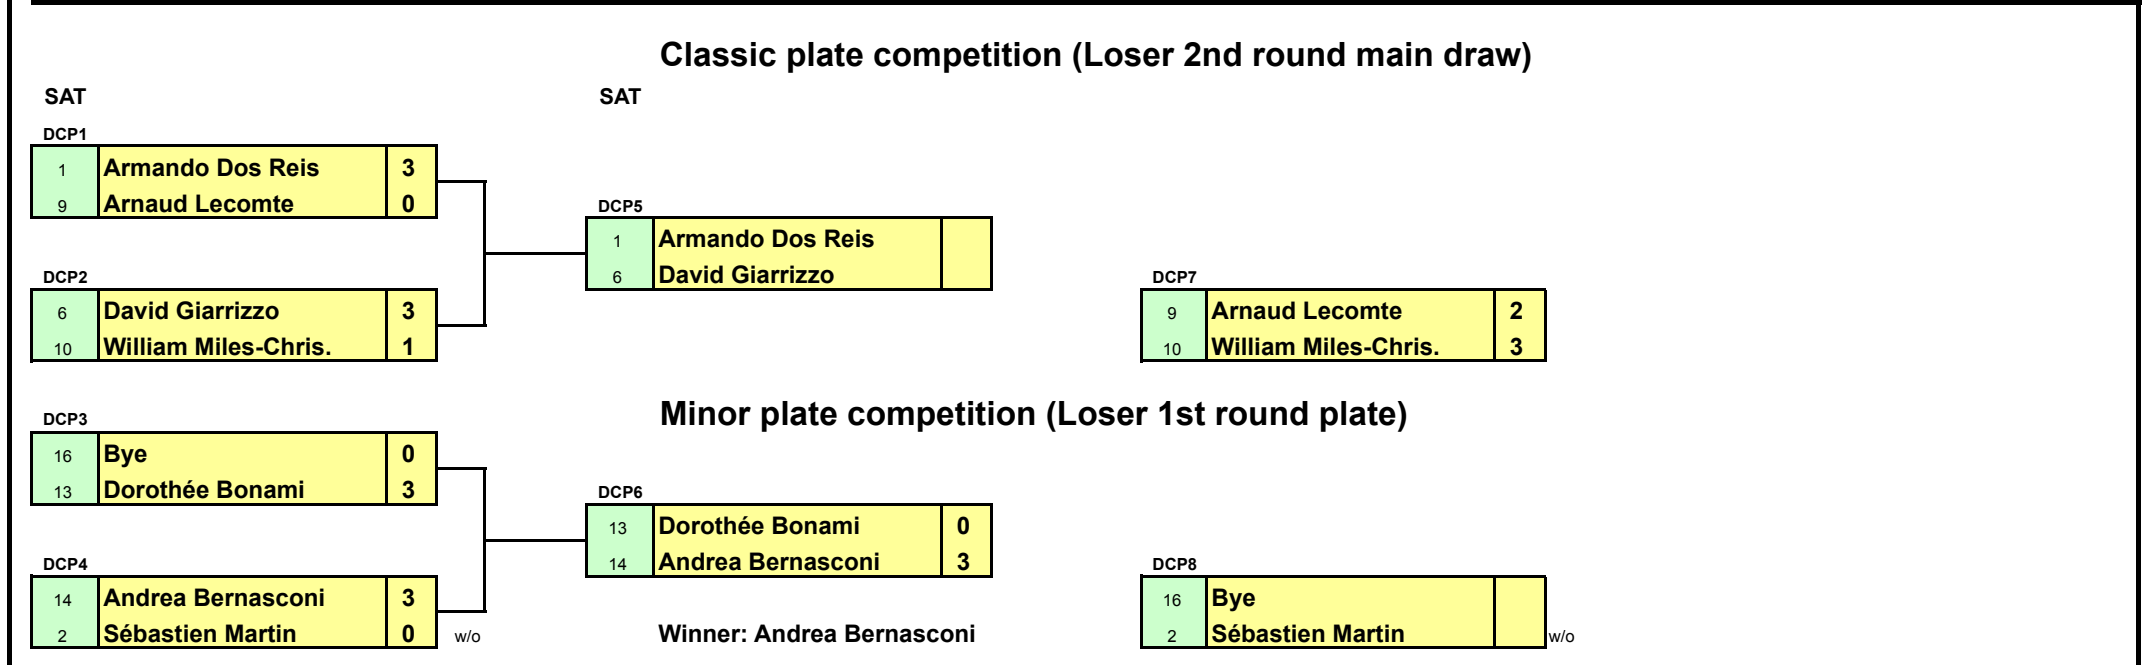 Classic plate competition (Loser 2nd round main draw)
SAT SAT
DCP1
1 Armando Dos Reis 3
9 Arnaud Lecomte 0
DCP5
1 Armando Dos Reis
6 David Giarrizzo
DCP2
6 David Giarrizzo 3
10 William Miles-Chris. 1
DCP7
9 Arnaud Lecomte 2
10 William Miles-Chris. 3
Minor plate competition (Loser 1st round plate)
DCP3
16 Bye 0
13 Dorothée Bonami 3
DCP6
13 Dorothée Bonami 0
14 Andrea Bernasconi 3
DCP4
14 Andrea Bernasconi 3
2 Sébastien Martin 0 w/o
Winner: Andrea Bernasconi
DCP8
16 Bye
2 Sébastien Martin w/o